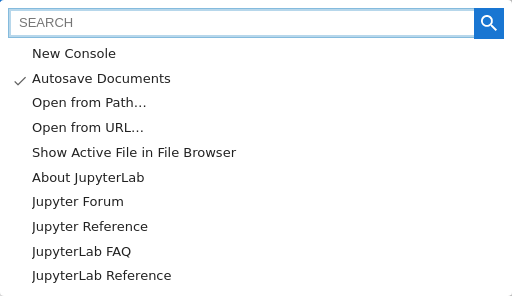 SEARCH
New Console
Autosave Documents
Open from Path…
Open from URL…
Show Active File in File Browser
About JupyterLab
Jupyter Forum
Jupyter Reference
JupyterLab FAQ
JupyterLab Reference